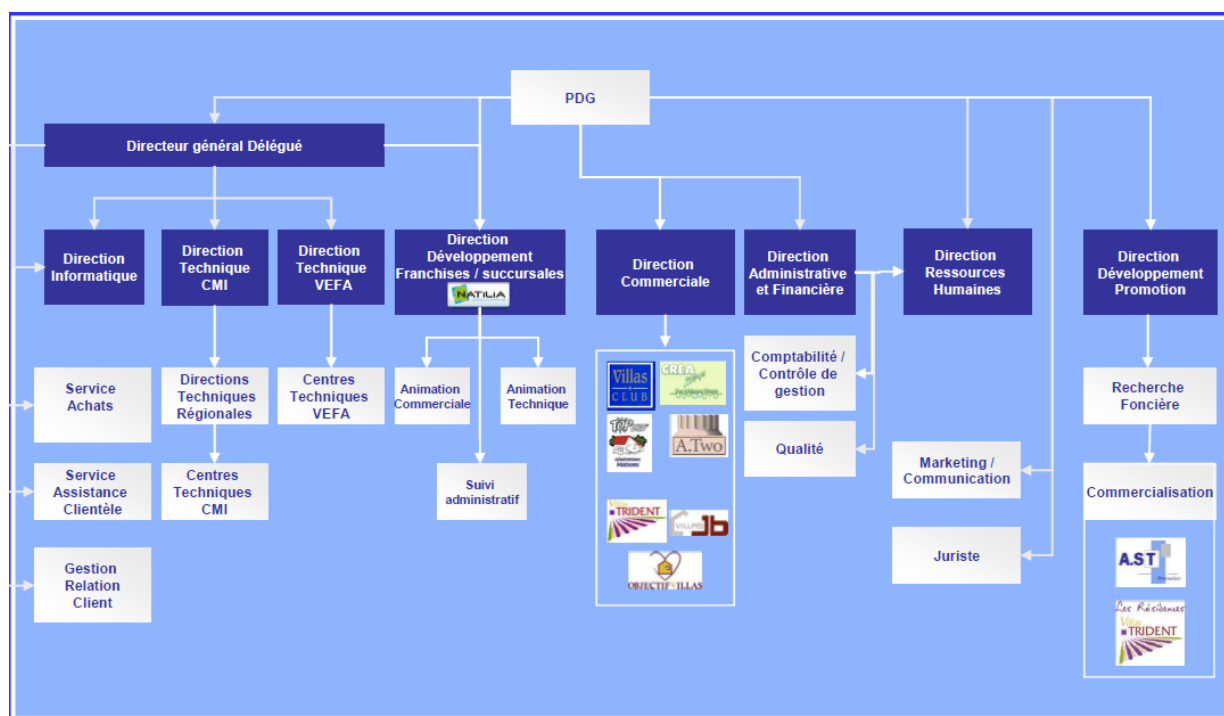 PDG
Directeur général Délégué
Direction
Informatique
Direction
Technique
CMI
Direction
Technique
VEFA
Direction
Développement
Franchises / succursales
NATILIA
Direction
Commerciale
Direction
Administrative
et Financière
Direction
Ressources
Humaines
Direction
Développement
Promotion
Service
Achats
Directions
Techniques
Régionales
Centres
Techniques
VEFA
Animation
Commerciale
Animation
Technique
Villas
CLUB
CREA
A.Two
Comptabilité /
Contrôle de
gestion
Qualité
Recherche
Foncière
Service
Assistance
Clientèle
Centres
Techniques
CMI
Suivi
administratif
Villas
TRIDENT
VILLAS Jb
OBJECTIF VILLAS
Marketing /
Communication
Juriste
Commercialisation
Gestion
Relation
Client
A.ST
Les Résidences
Villas
TRIDENT